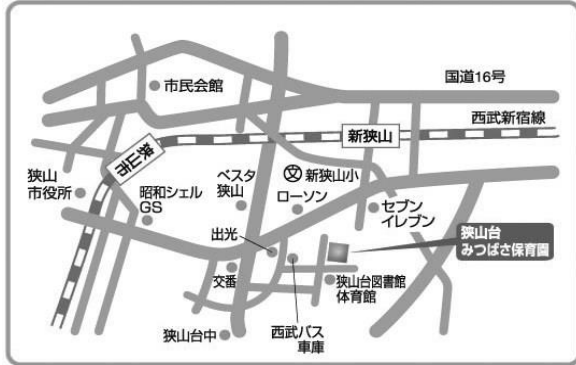 国道16号
市民会館
西武新宿線
新狭山
狭山市
狭山
市役所
昭和シェル
GS
ベスタ
狭山
文
新狭山小
ローソン
セブン
イレブン
出光
狭山台
みつばさ保育園
交番
狭山台図書館
体育館
狭山台中
西武バス
車庫